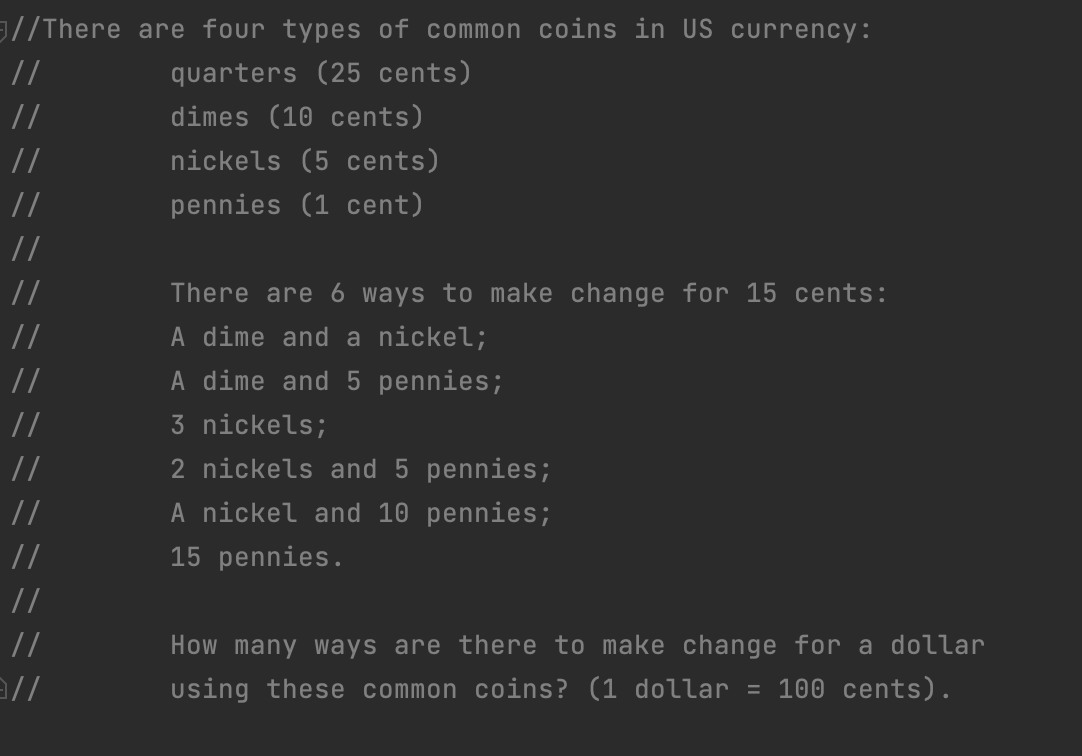 //There are four types of common coins in US currency:
//        quarters (25 cents)
//        dimes (10 cents)
//        nickels (5 cents)
//        pennies (1 cent)
//
//        There are 6 ways to make change for 15 cents:
//        A dime and a nickel;
//        A dime and 5 pennies;
//        3 nickels;
//        2 nickels and 5 pennies;
//        A nickel and 10 pennies;
//        15 pennies.
//
//        How many ways are there to make change for a dollar
//        using these common coins? (1 dollar = 100 cents).